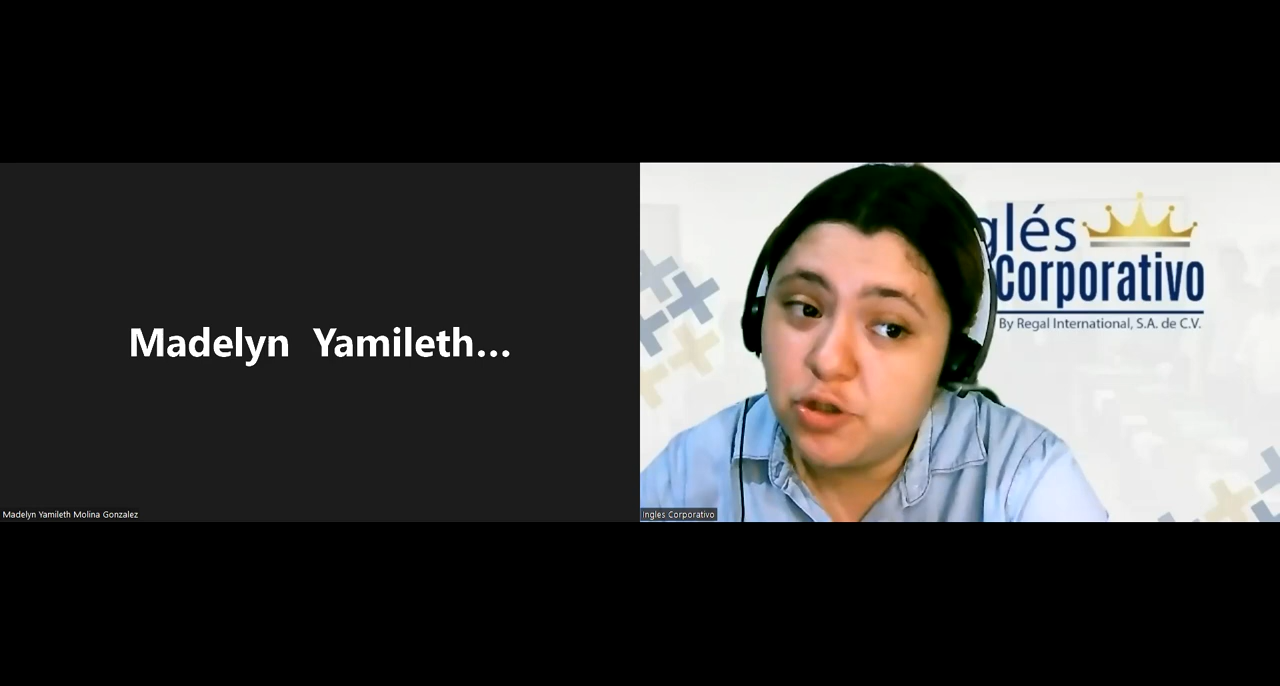 Madelyn Yamileth...
Madelyn Yamileth Molina Gonzalez
glés
Corporativo
By Regal International, S.A. de C.V.
Ingles Corporativo